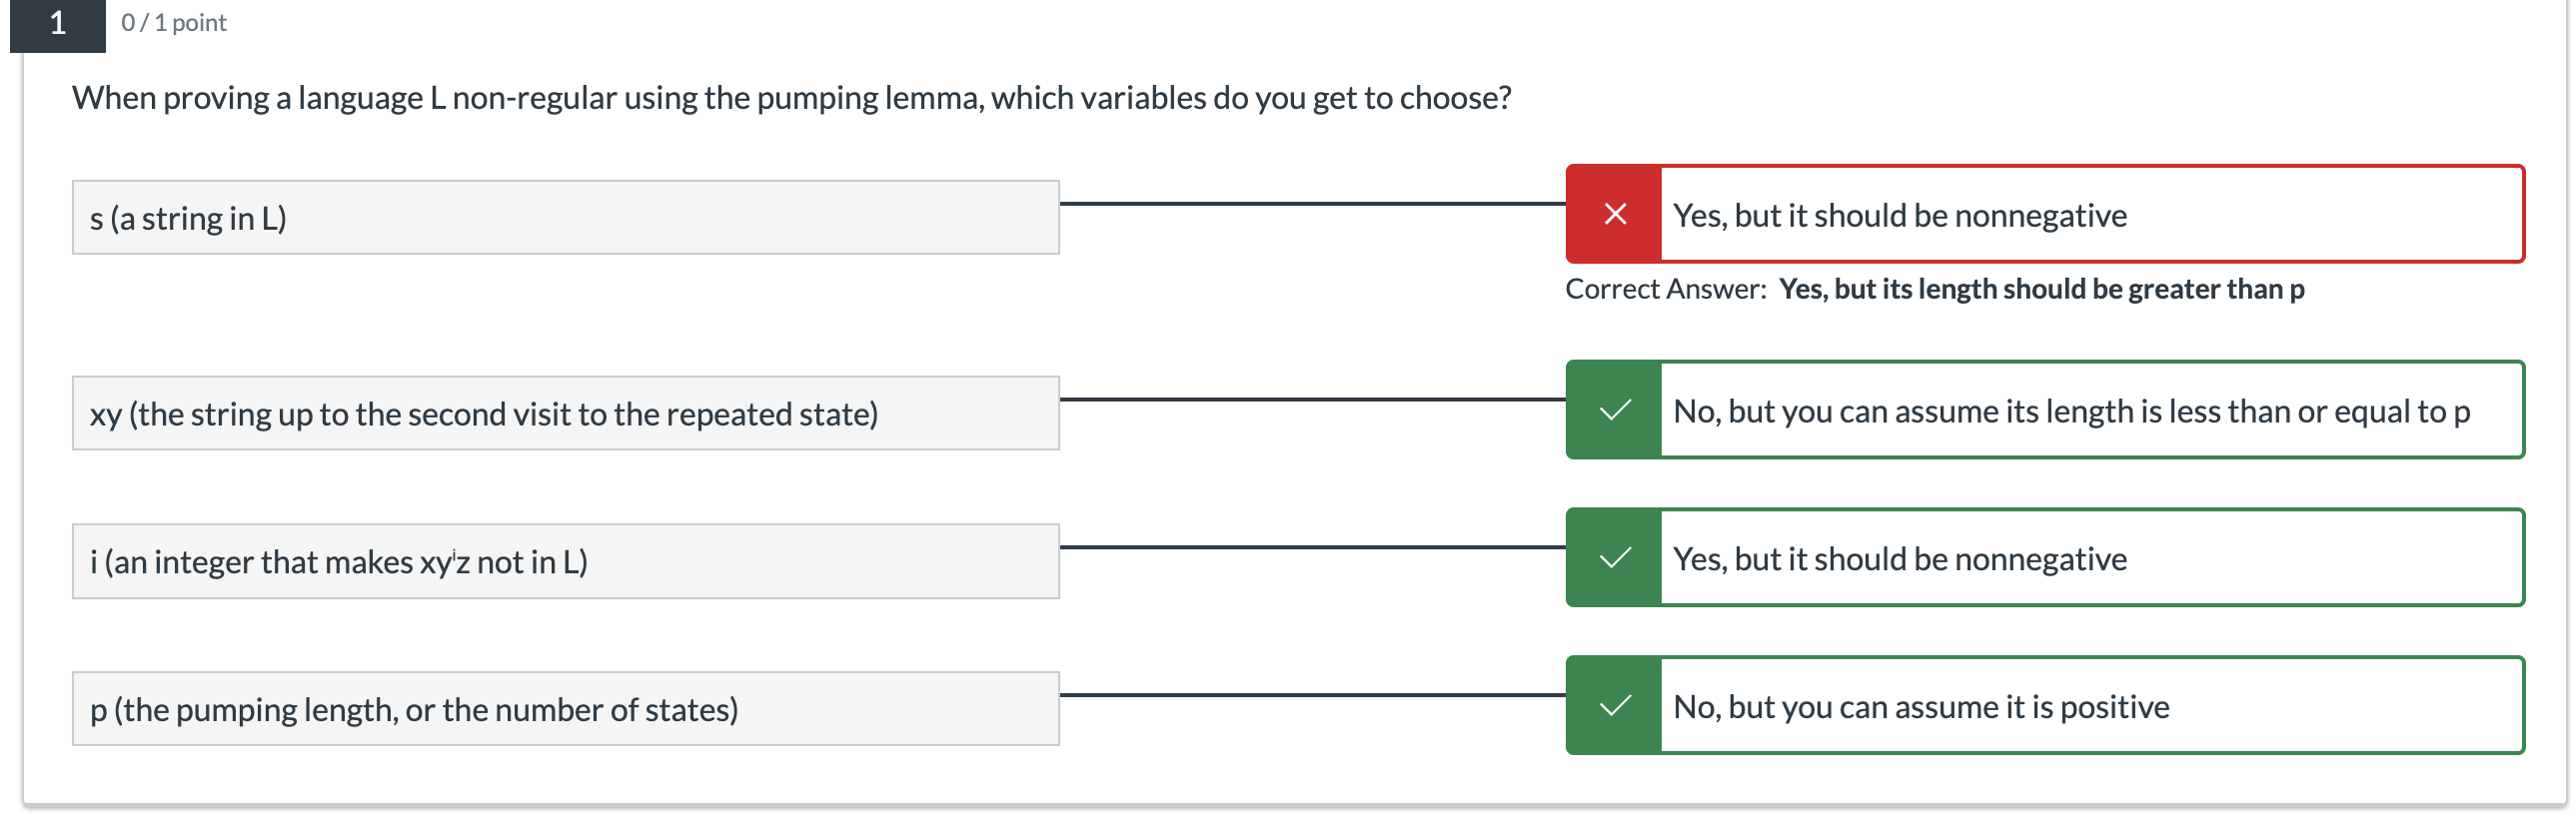 1 0 / 1 point
When proving a language L non-regular using the pumping lemma, which variables do you get to choose?
s (a string in L) Yes, but it should be nonnegative
Correct Answer: Yes, but its length should be greater than p
xy (the string up to the second visit to the repeated state) No, but you can assume its length is less than or equal to p
i (an integer that makes xyⁱz not in L) Yes, but it should be nonnegative
p (the pumping length, or the number of states) No, but you can assume it is positive